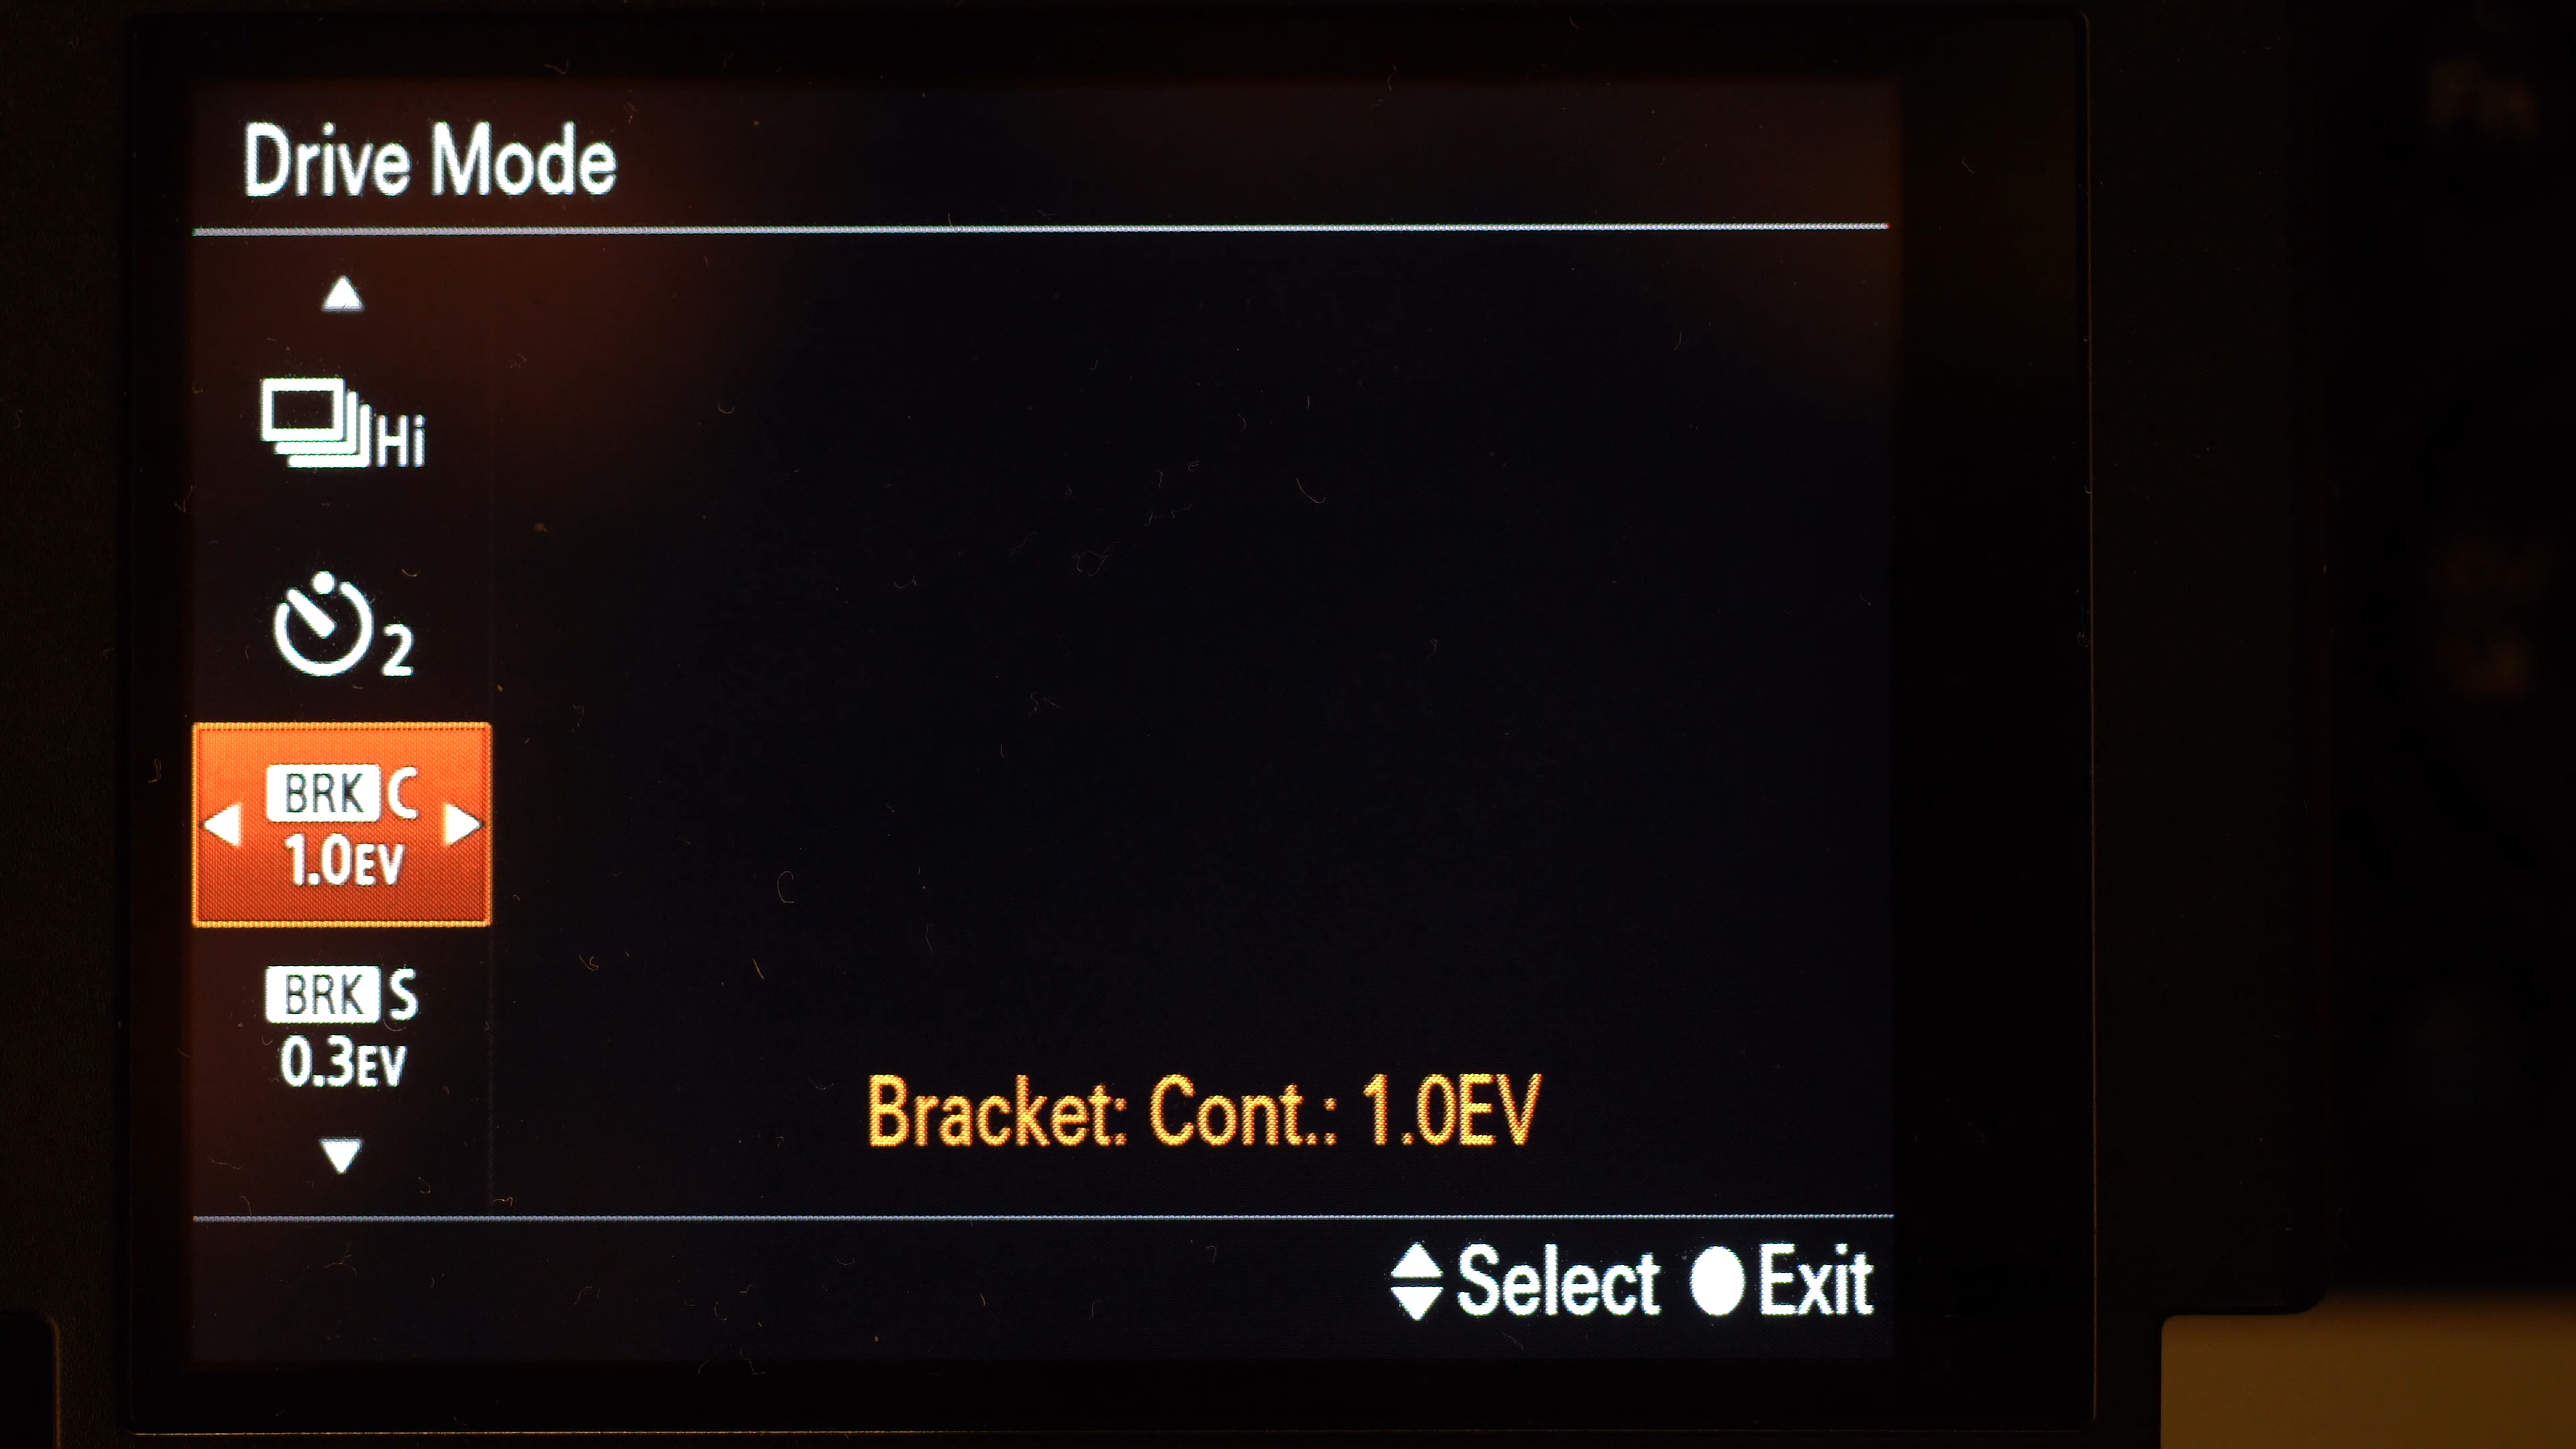 Drive Mode
Hi
2
BRK C
1.0EV
BRK S
0.3EV
Bracket: Cont.: 1.0EV
Select Exit